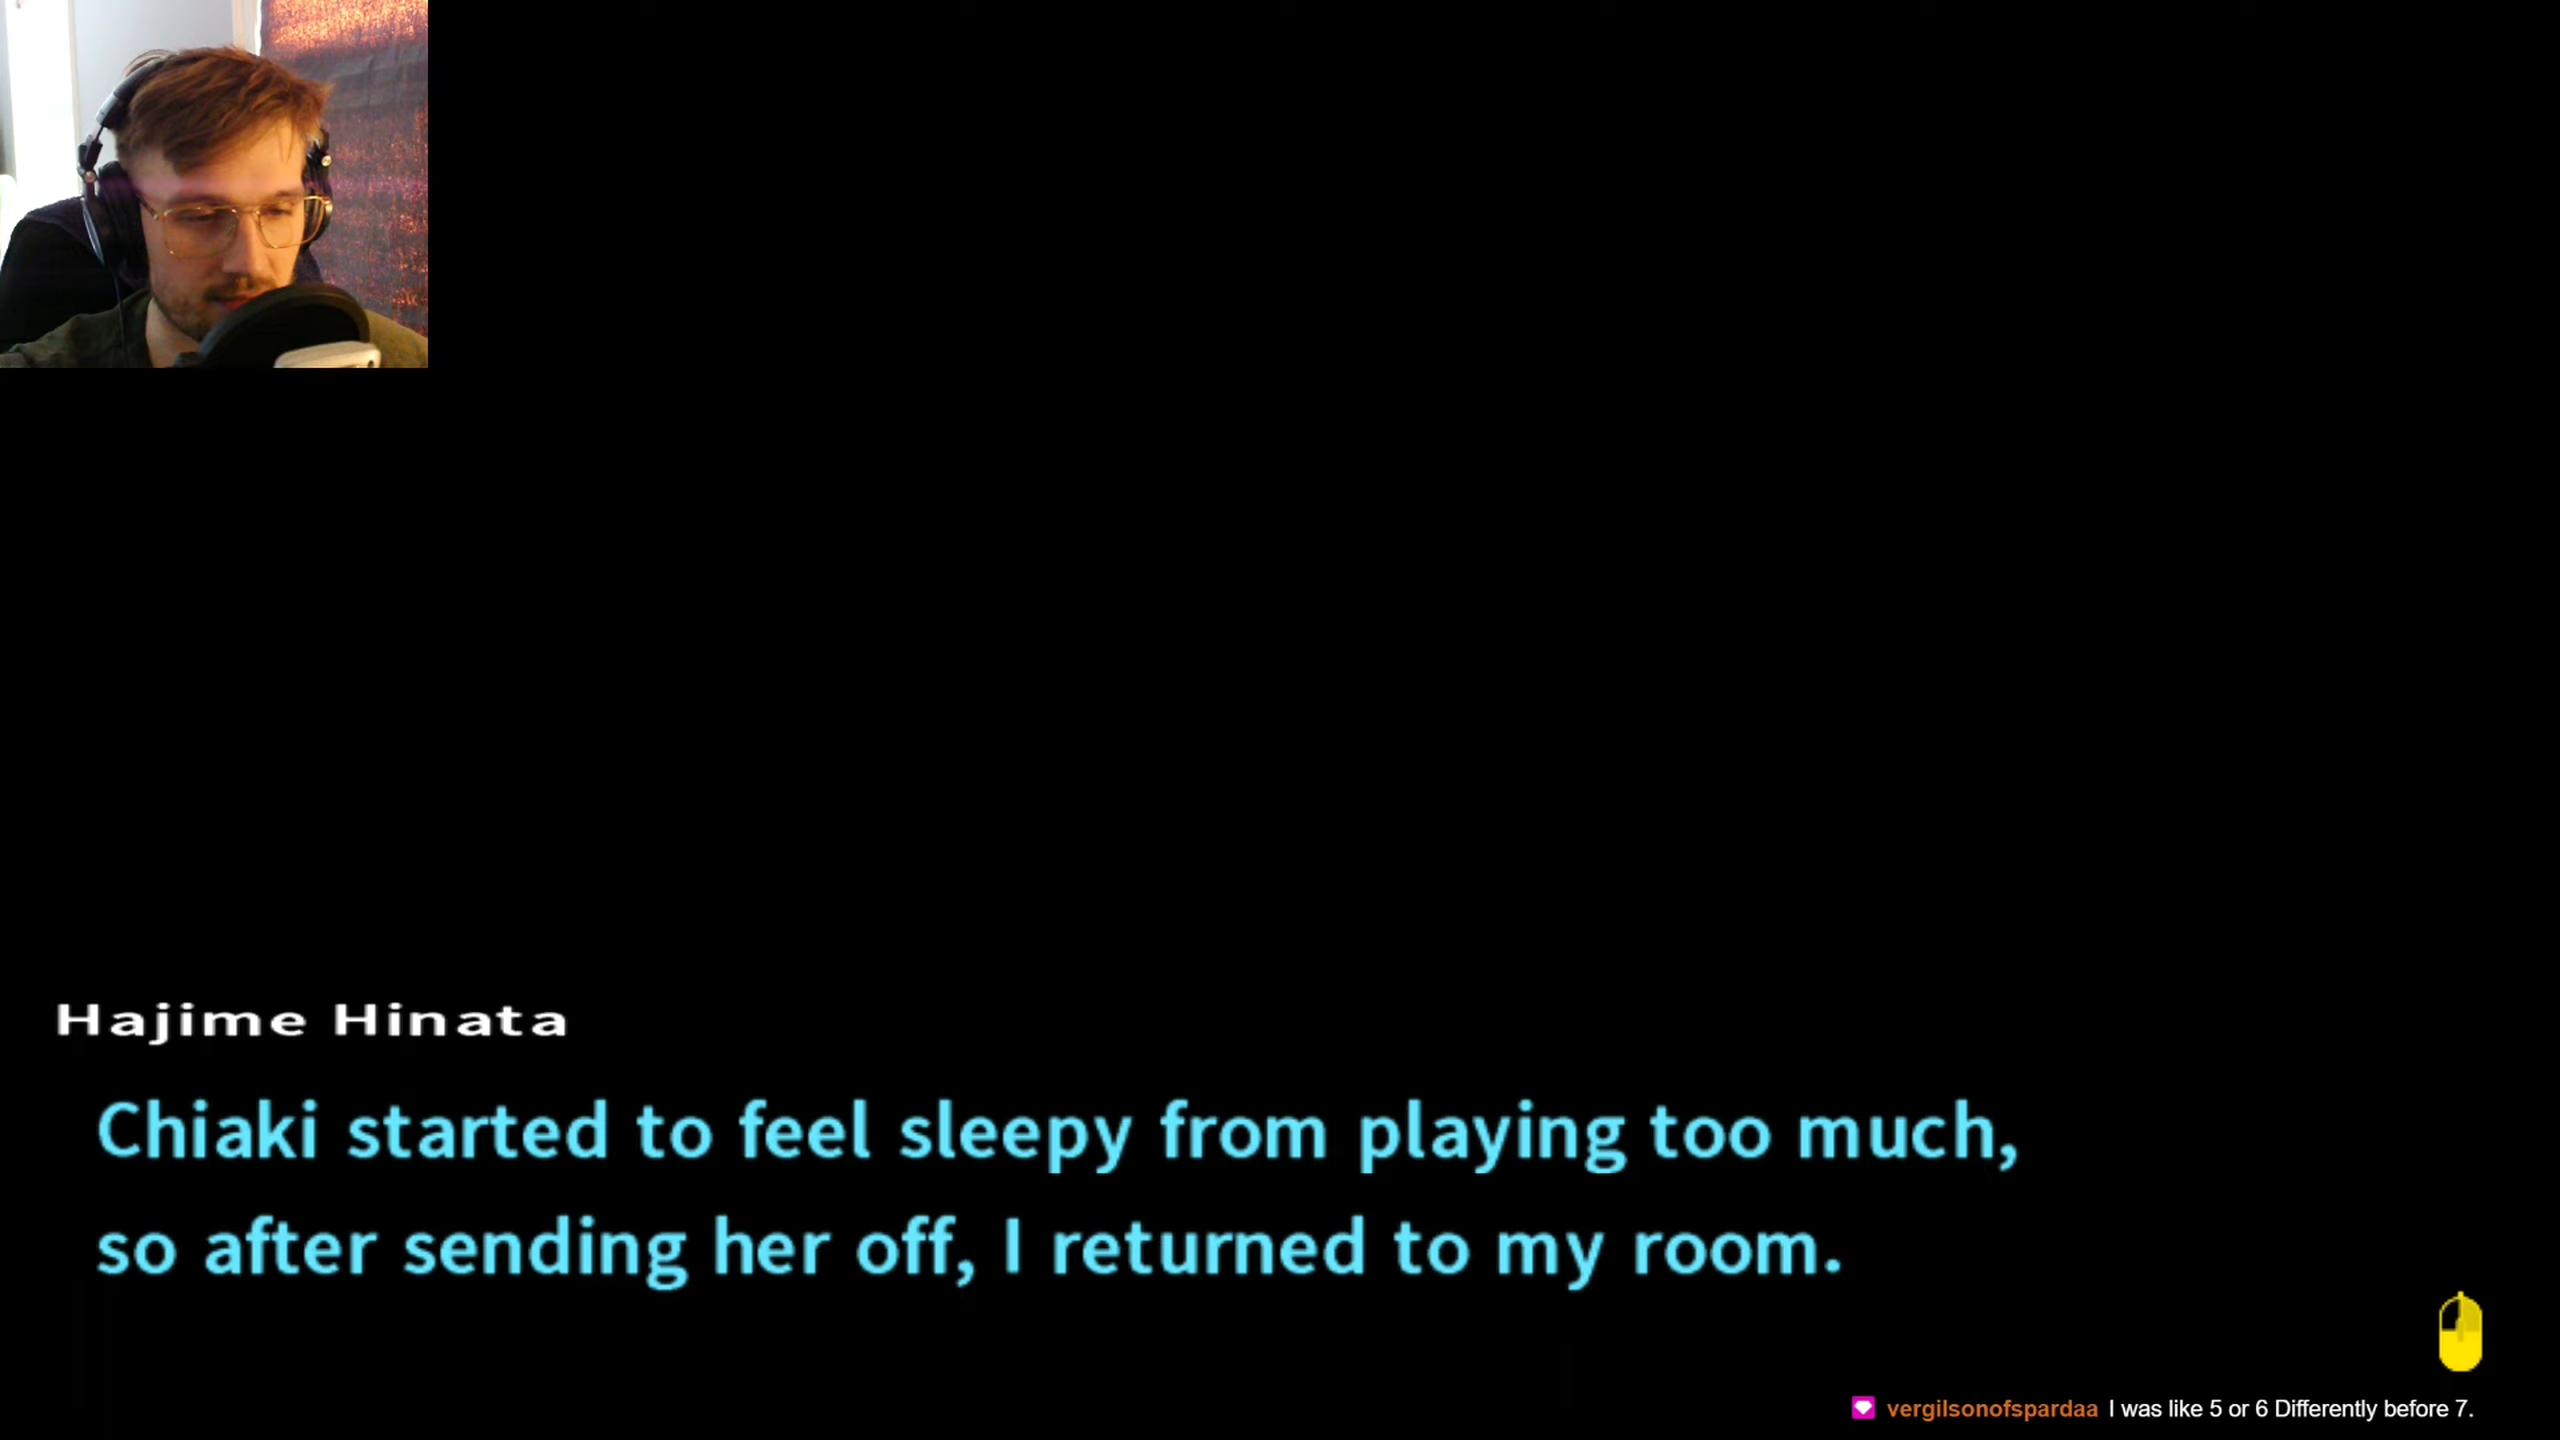 Hajime Hinata
Chiaki started to feel sleepy from playing too much,
so after sending her off, I returned to my room.
vergilsonofspardaa I was like 5 or 6 Differently before 7.